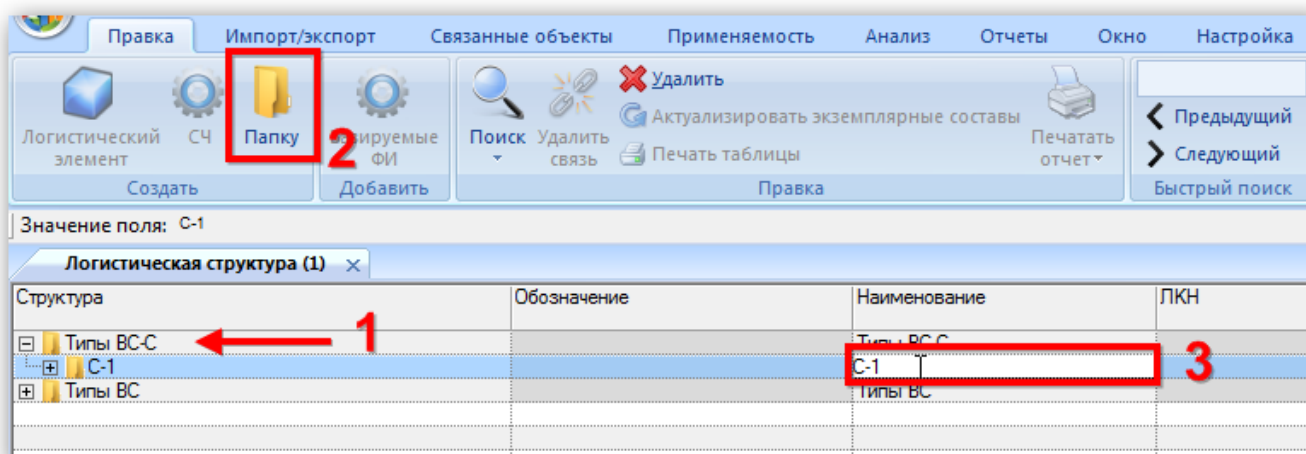 Правка Импорт/экспорт Связанные объекты Применяемость Анализ Отчеты Окно Настройка
Логистический элемент
СЧ
Папку
2
ФИ
Поиск
Удалить связь
Удалить
Актуализировать экземплярные составы
Печать таблицы
Печатать отчет
Предыдущий
Следующий
Создать Добавить Правка Быстрый поиск
Значение поля: С-1
Логистическая структура (1)
Структура Обозначение Наименование ЛКН
Типы ВС-С 1 Типы ВС-С
С-1 С-1 3
Типы ВС Типы ВС